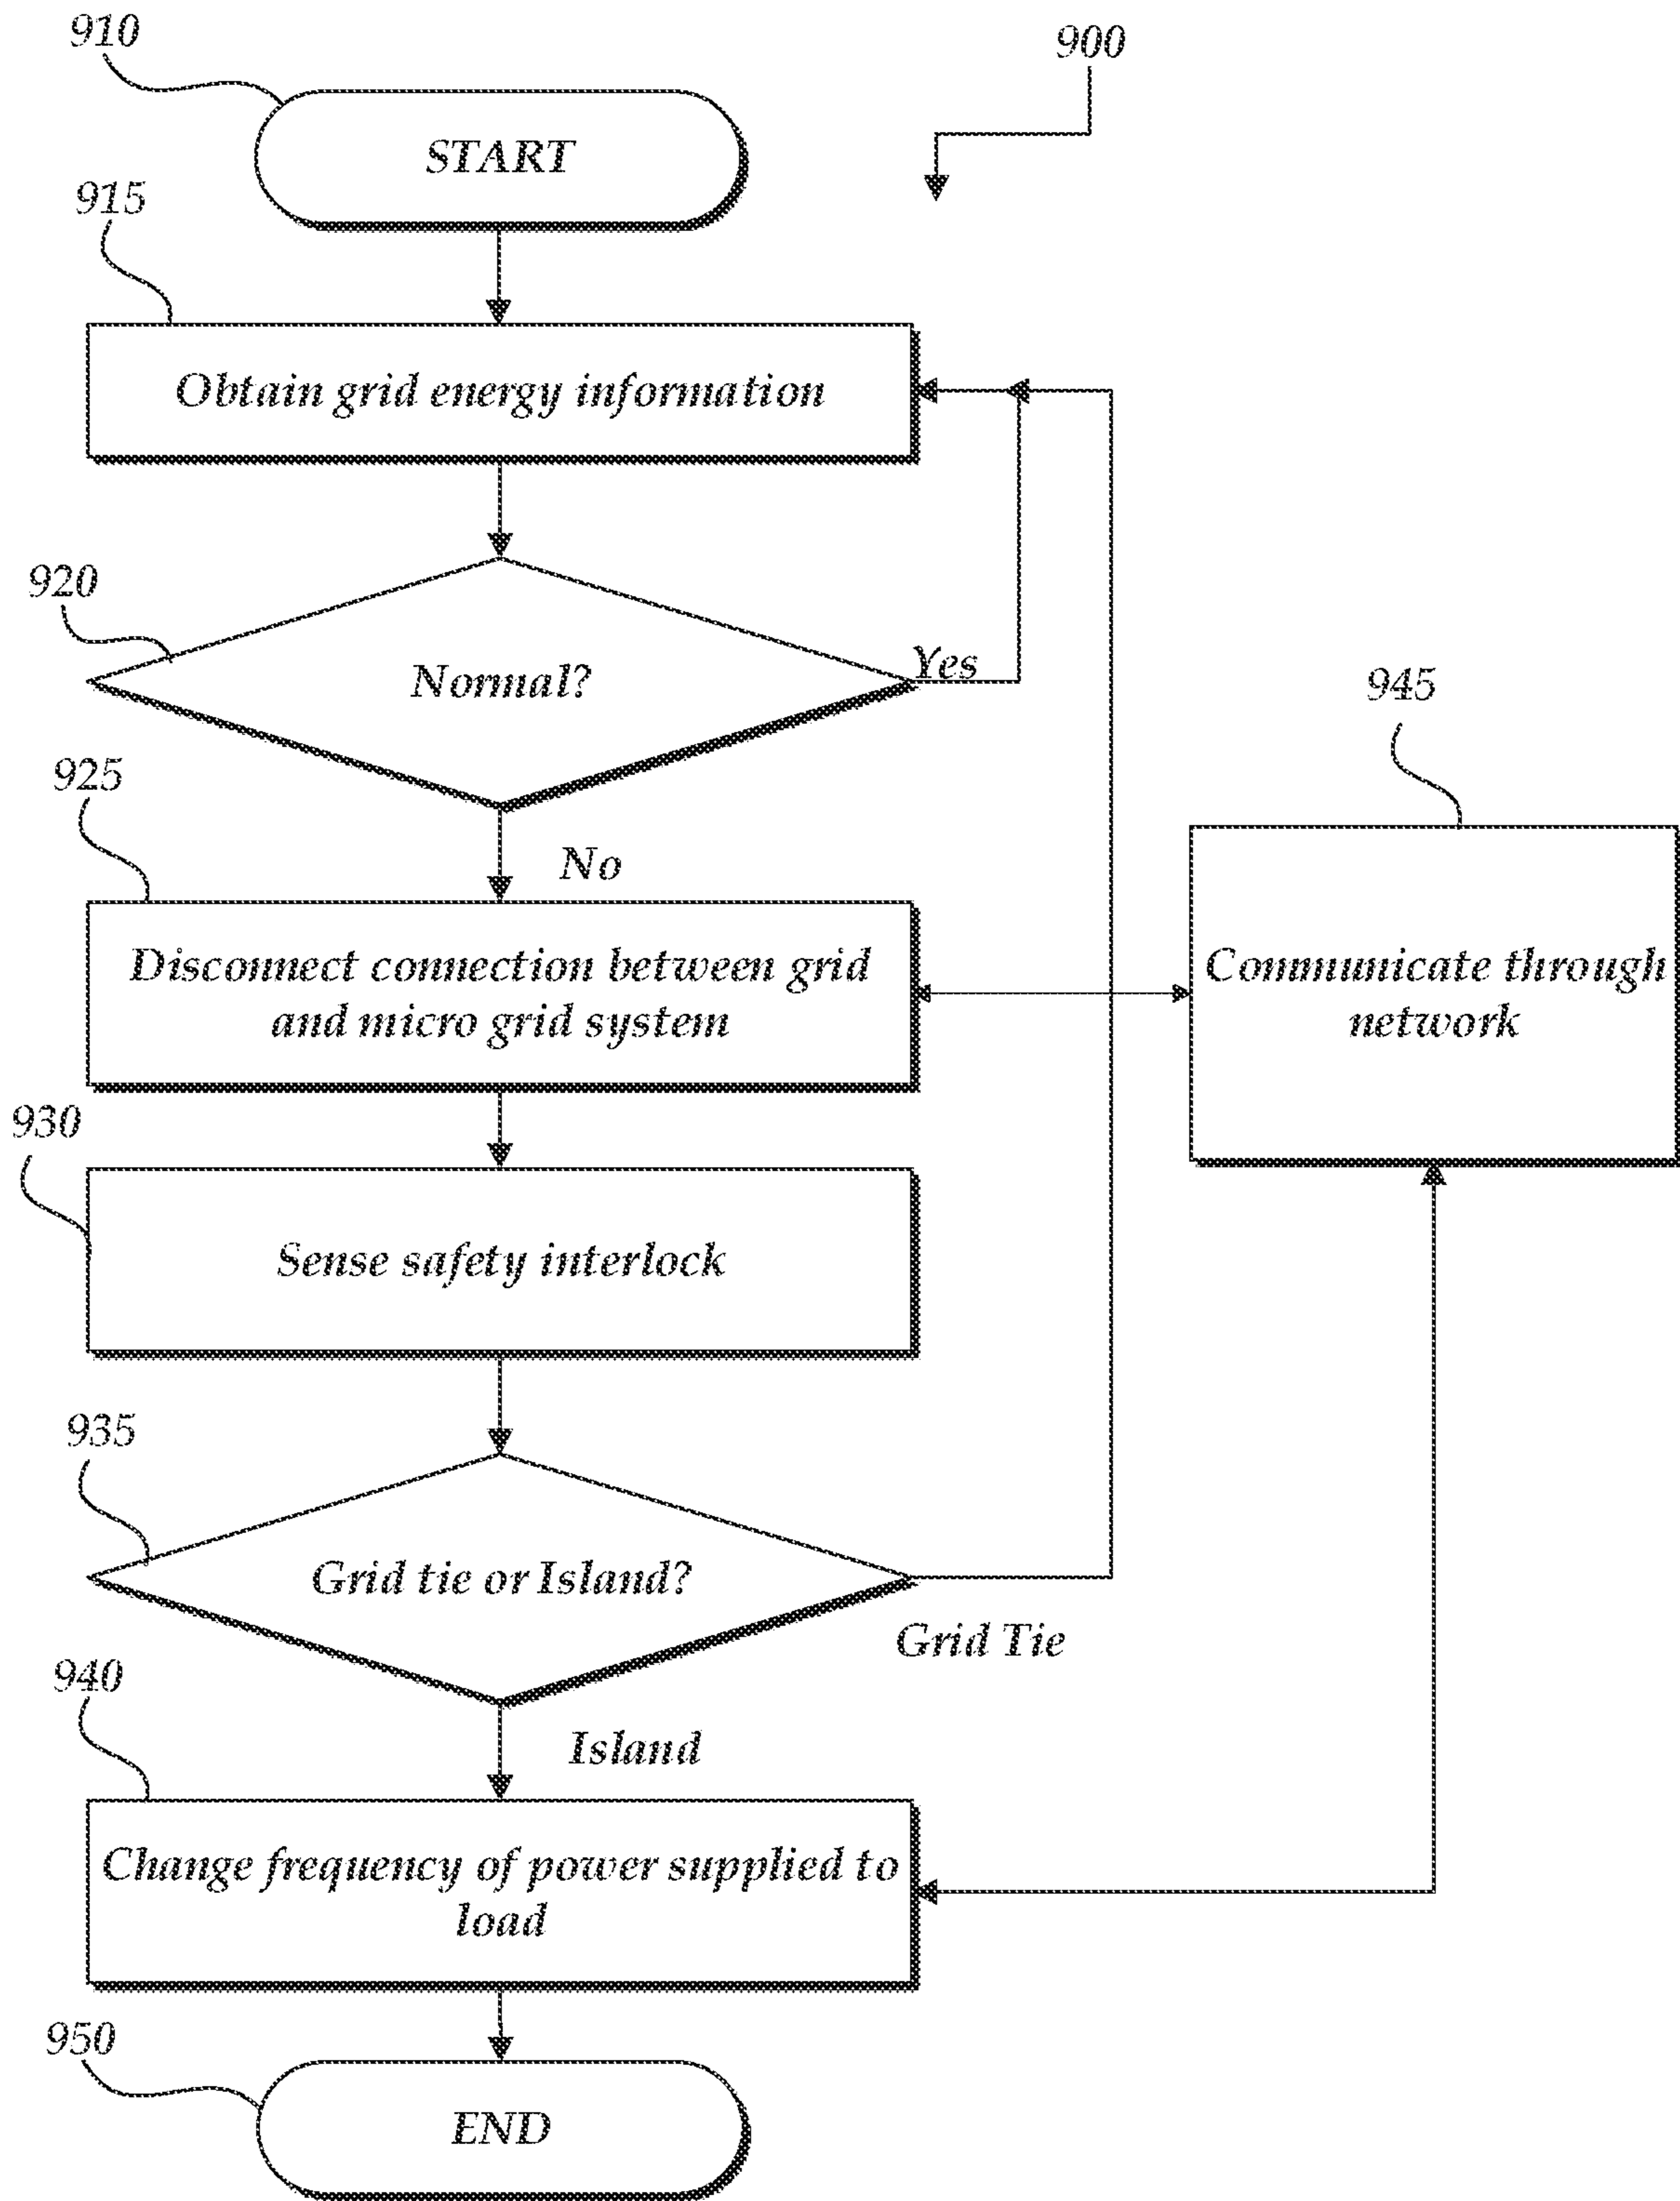 910
900
START
915
Obtain grid energy information
920
Normal?
Yes
945
925
No
Disconnect connection between grid
and micro grid system
Communicate through
network
930
Sense safety interlock
935
Grid tie or Island?
Grid Tie
940
Island
Change frequency of power supplied to
load
950
END